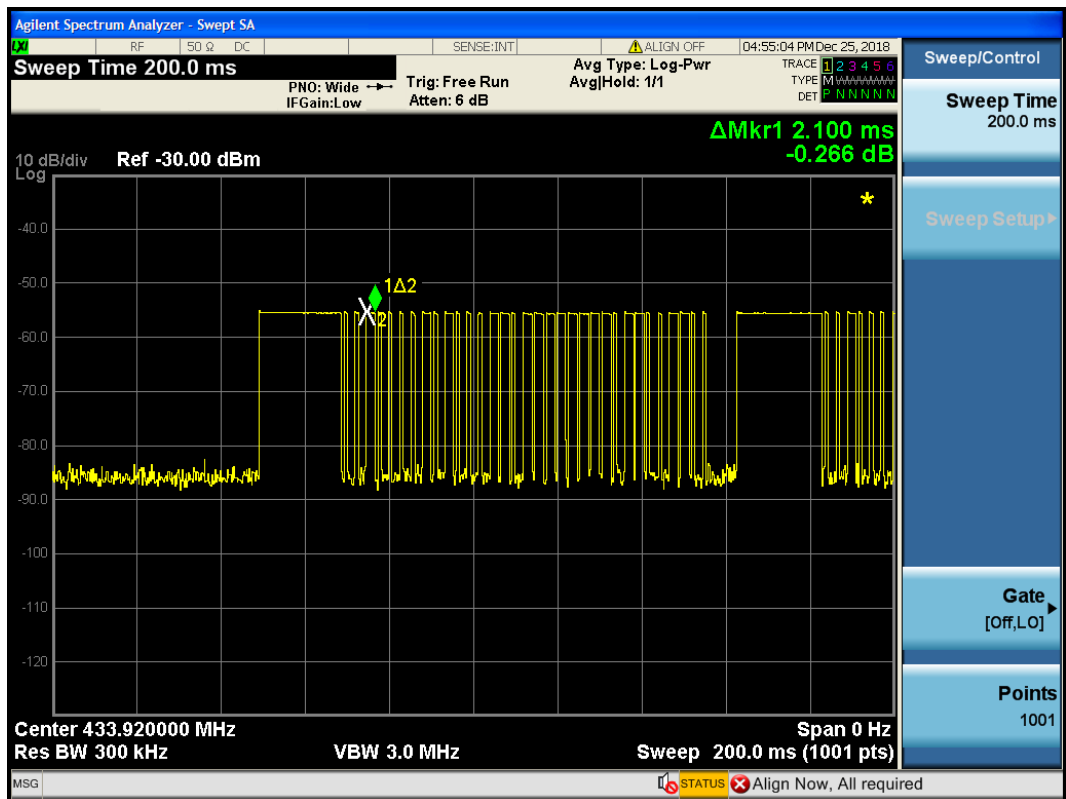 Agilent Spectrum Analyzer - Swept SA
LXI RF 50 Ω DC SENSE:INT ALIGN OFF 04:55:04 PM Dec 25, 2018
Sweep Time 200.0 ms
PNO: Wide
IFGain:Low
Trig: Free Run
Atten: 6 dB
Avg Type: Log-Pwr
Avg|Hold: 1/1
TRACE 1 2 3 4 5 6
TYPE M
DET P N N N N N
ΔMkr1 2.100 ms
-0.266 dB
10 dB/div Ref -30.00 dBm
Log
-40.0
-50.0
-60.0
-70.0
-80.0
-90.0
-100
-110
-120
1Δ2
2
Center 433.920000 MHz Span 0 Hz
Res BW 300 kHz VBW 3.0 MHz Sweep 200.0 ms (1001 pts)
MSG STATUS Align Now, All required
Sweep/Control
Sweep Time
200.0 ms
Sweep Setup
Gate
[Off,LO]
Points
1001